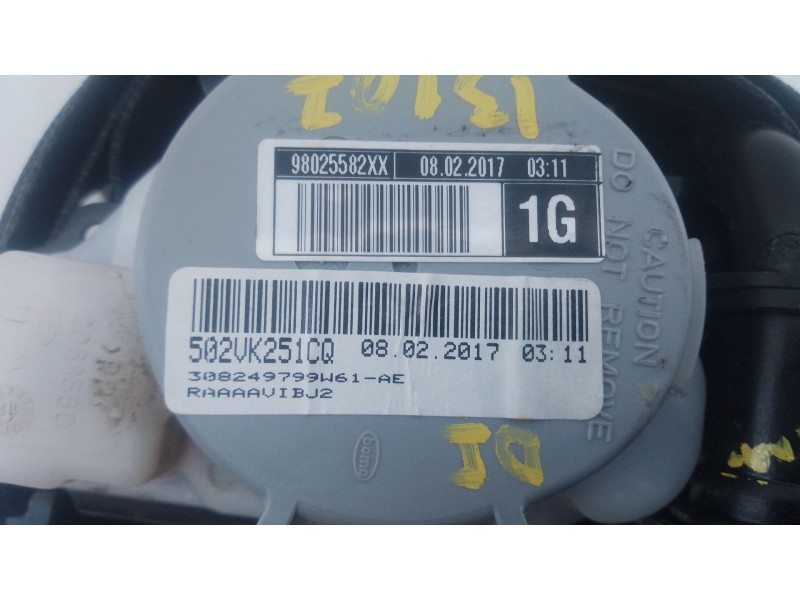 13107
98025582XX 08.02.2017 03:11
1G
502VK251CQ 08.02.2017 03:11
308249799W61-AE
RAAAAVIBJ2
CAUTION
DO NOT REMOVE